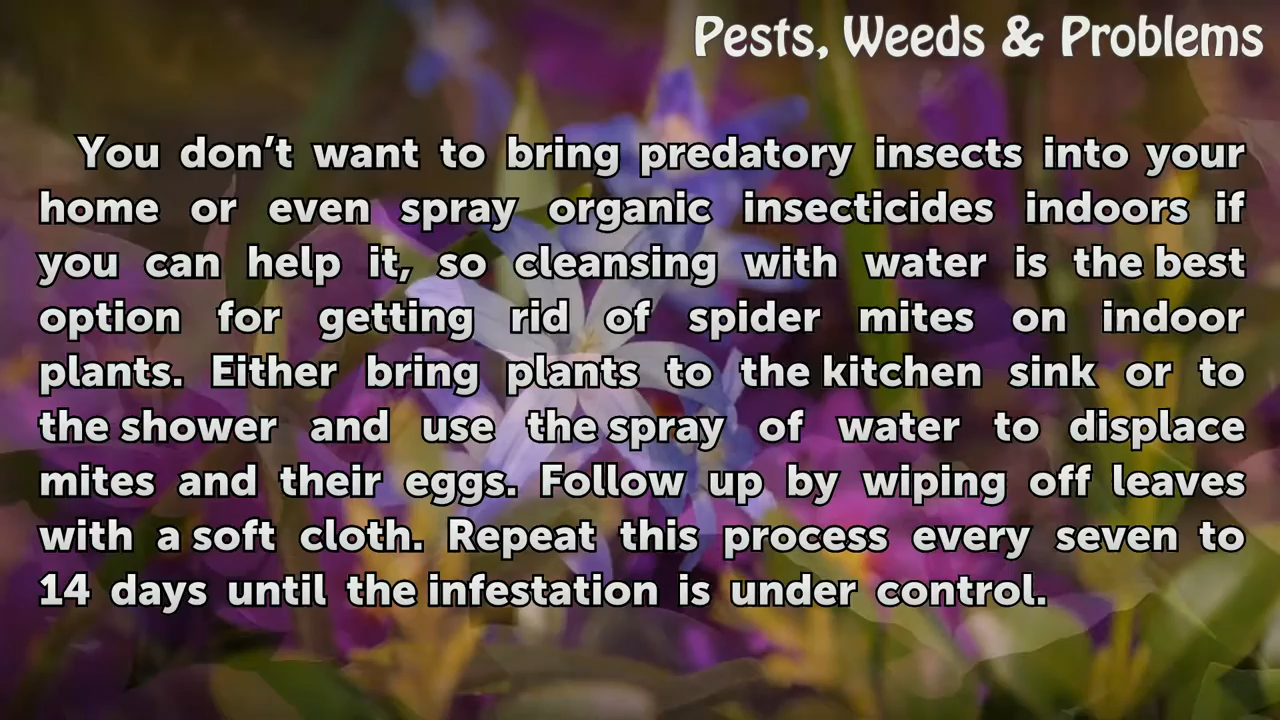 Pests, Weeds & Problems
You don’t want to bring predatory insects into your
home or even spray organic insecticides indoors if
you can help it, so cleansing with water is the best
option for getting rid of spider mites on indoor
plants. Either bring plants to the kitchen sink or to
the shower and use the spray of water to displace
mites and their eggs. Follow up by wiping off leaves
with a soft cloth. Repeat this process every seven to
14 days until the infestation is under control.